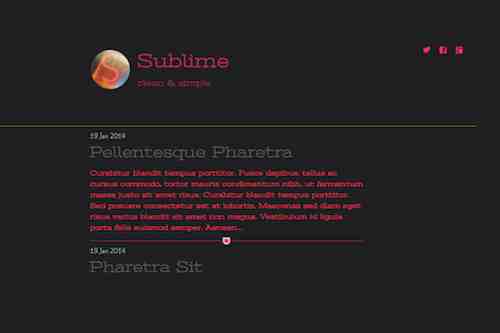 Sublime
clean & simple
19 Jan 2014
Pellentesque Pharetra
Curabitur blandit tempus porttitor. Fusce dapibus, tellus ac
cursus commodo, tortor mauris condimentum nibh, ut fermentum
massa justo sit amet risus. Curabitur blandit tempus porttitor.
Sed posuere consectetur est at lobortis. Maecenas sed diam eget
risus varius blandit sit amet non magna. Vestibulum id ligula
porta felis euismod semper. Aenean...
19 Jan 2014
Pharetra Sit